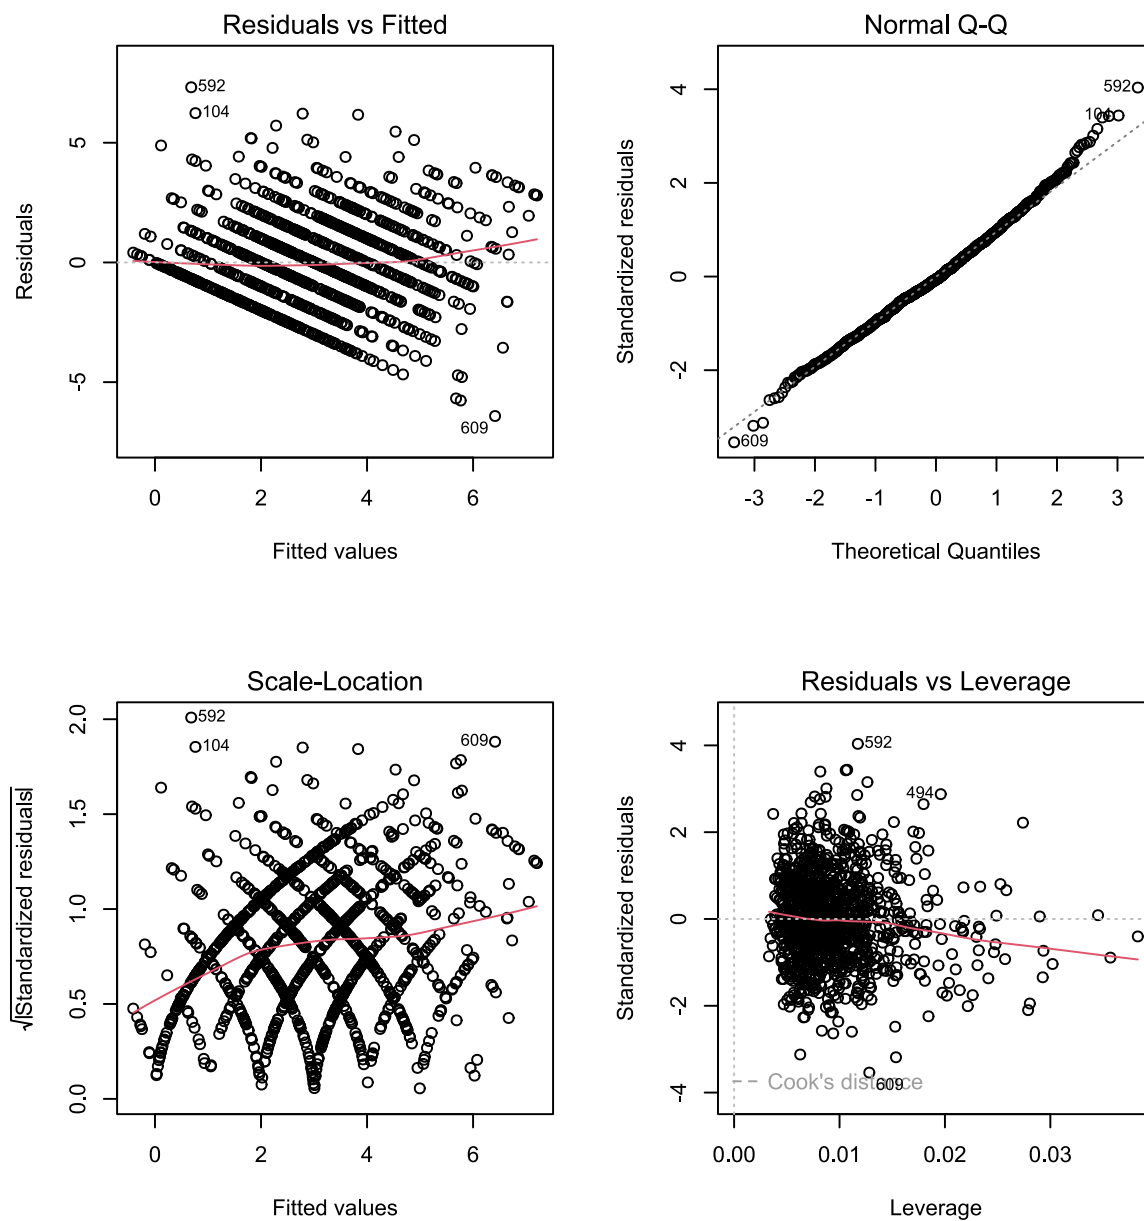 Residuals vs Fitted
Residuals
5
0
-5
592
104
609
0 2 4 6
Fitted values
Normal Q-Q
Standardized residuals
4
2
0
-2
592
104
609
-3 -2 -1 0 1 2 3
Theoretical Quantiles
Scale-Location
√|Standardized residuals|
2.0
1.5
1.0
0.5
0.0
592
104
609
0 2 4 6
Fitted values
Residuals vs Leverage
Standardized residuals
4
2
0
-2
-4
592
494
609
Cook's distance
0.00 0.01 0.02 0.03
Leverage